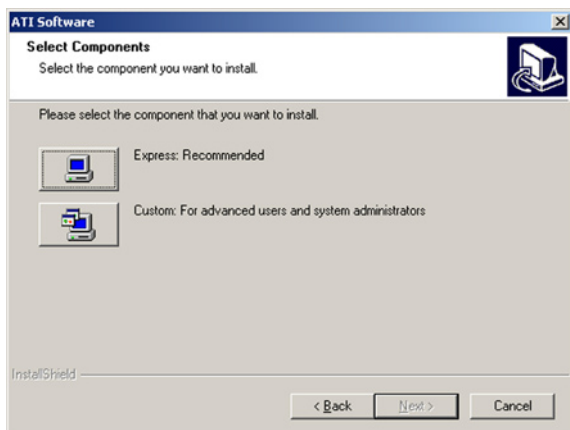 ATI Software
Select Components
Select the component you want to install.
Please select the component that you want to install.
Express: Recommended
Custom: For advanced users and system administrators
InstallShield
< Back Next > Cancel